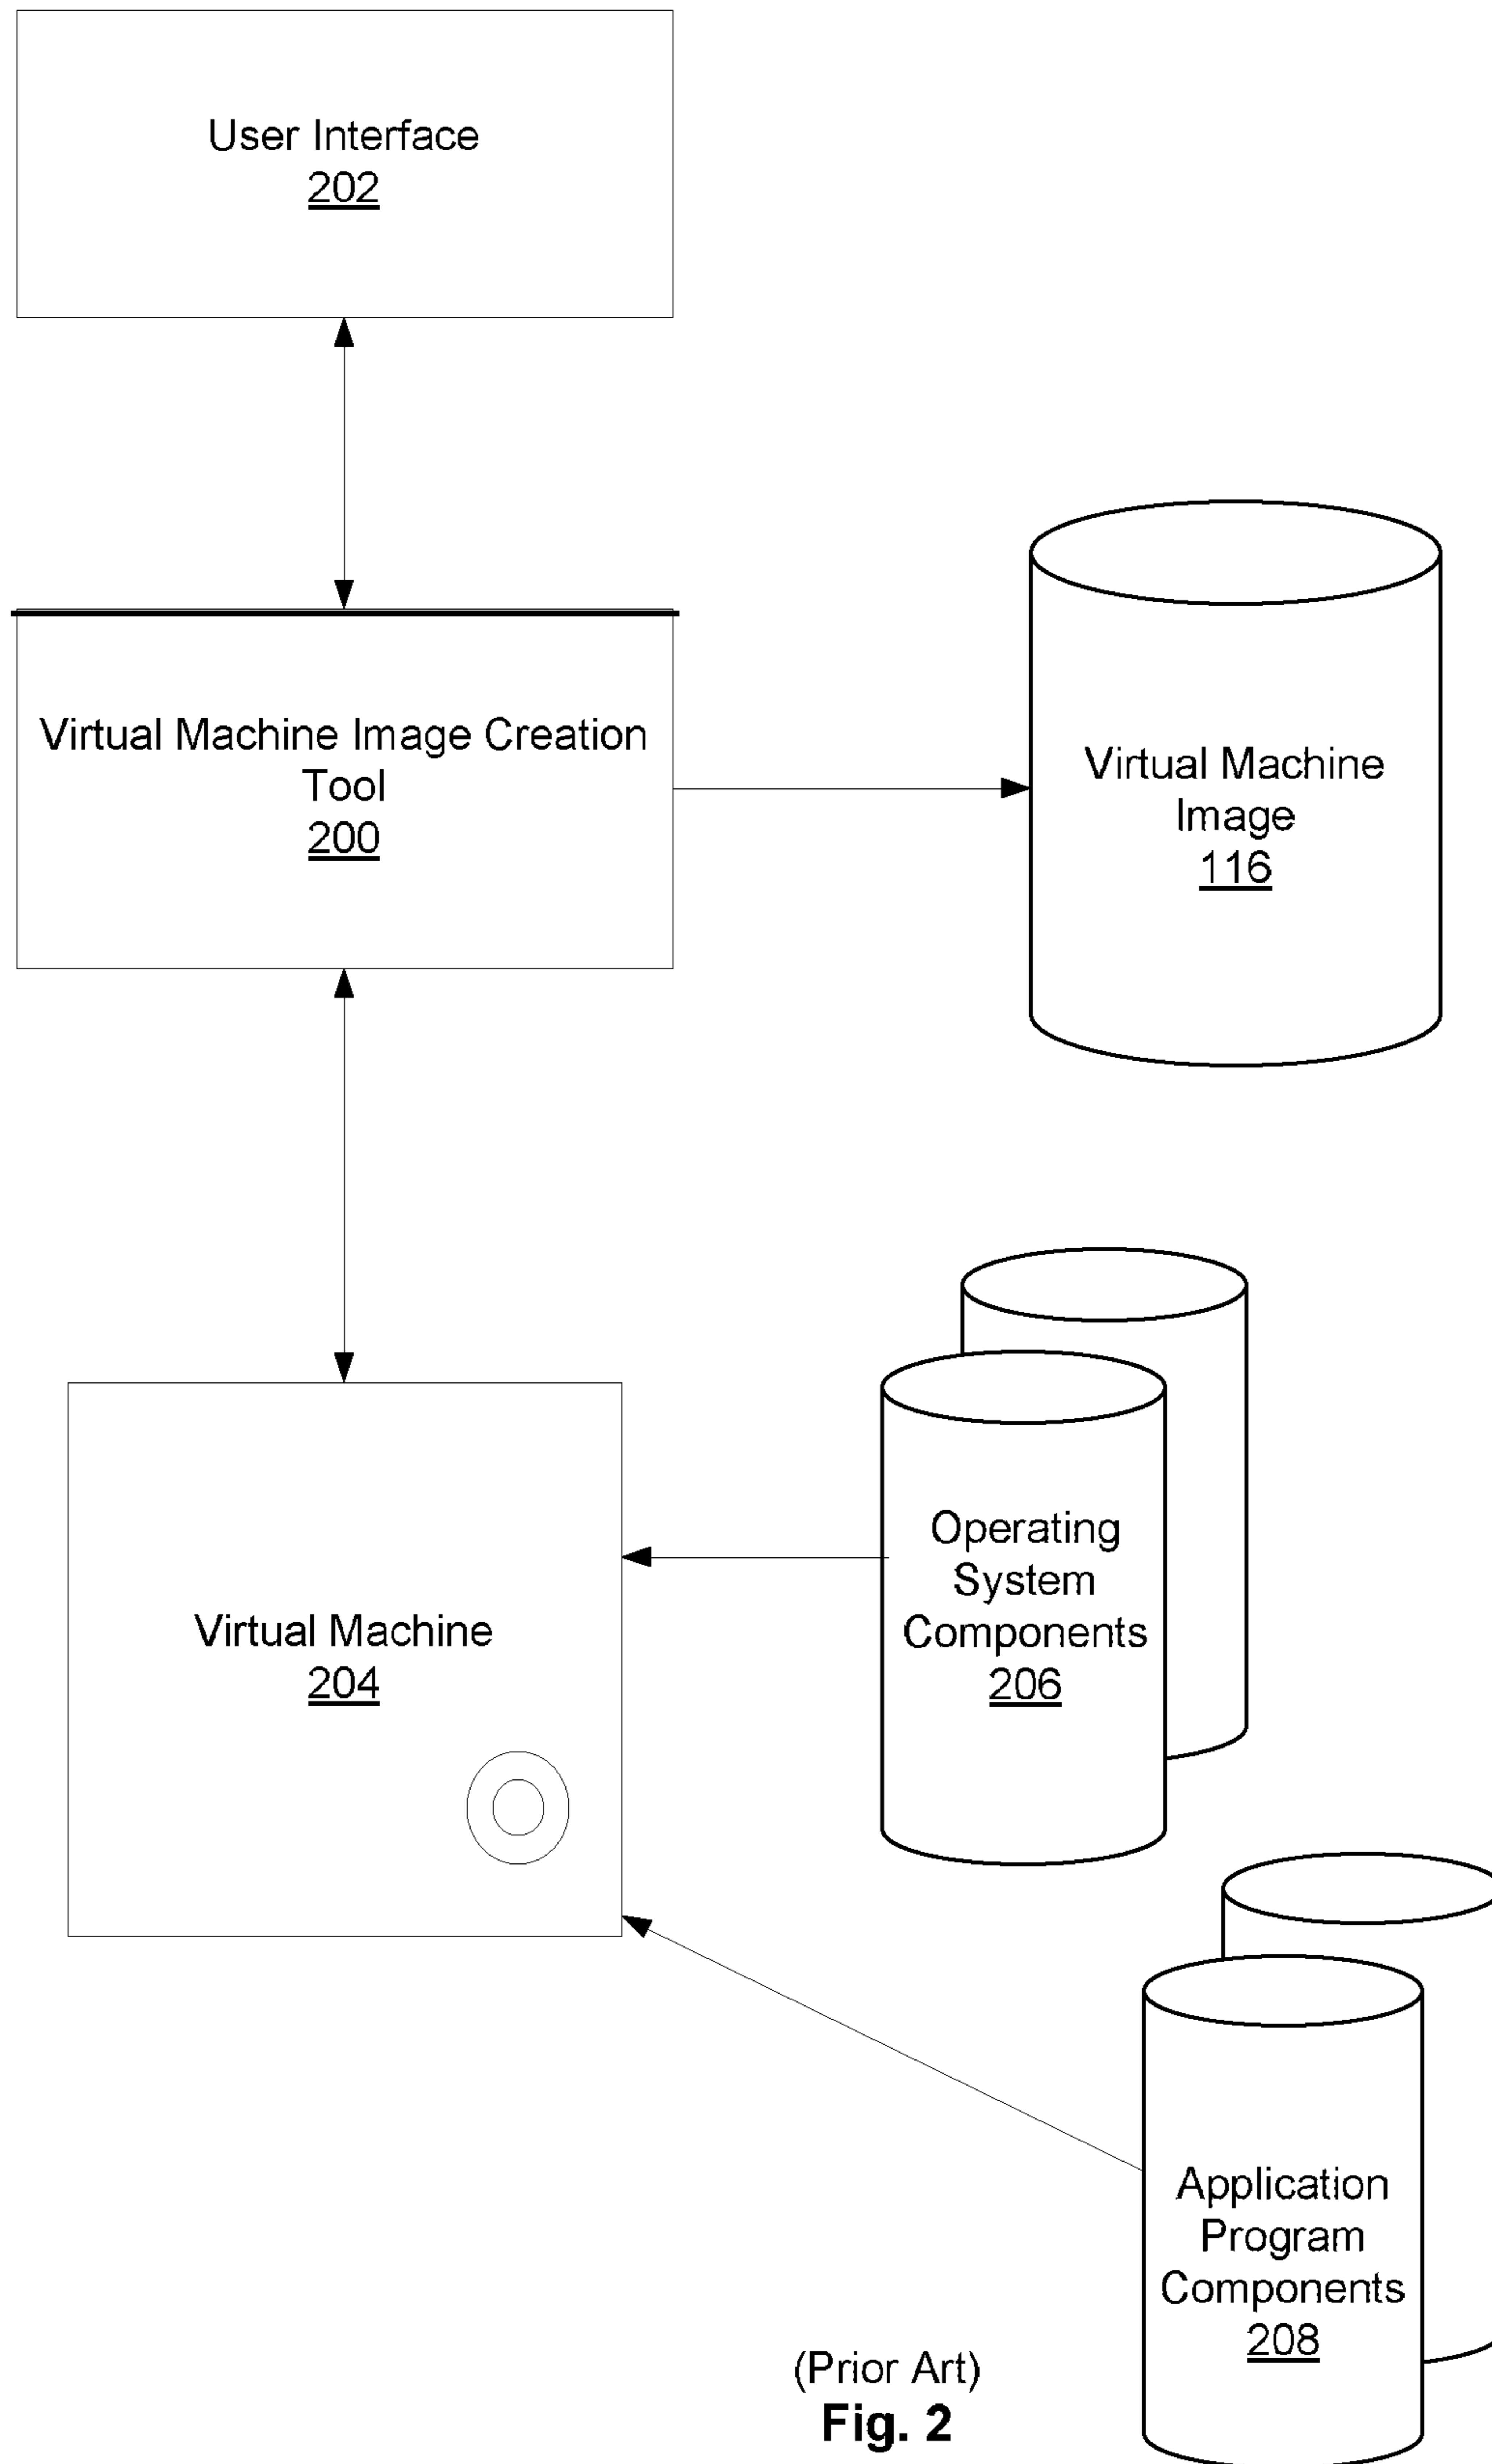 User Interface
202
Virtual Machine Image Creation
Tool
200
Virtual Machine
Image
116
Operating
System
Components
206
Virtual Machine
204
Application
Program
Components
208
(Prior Art)
Fig. 2